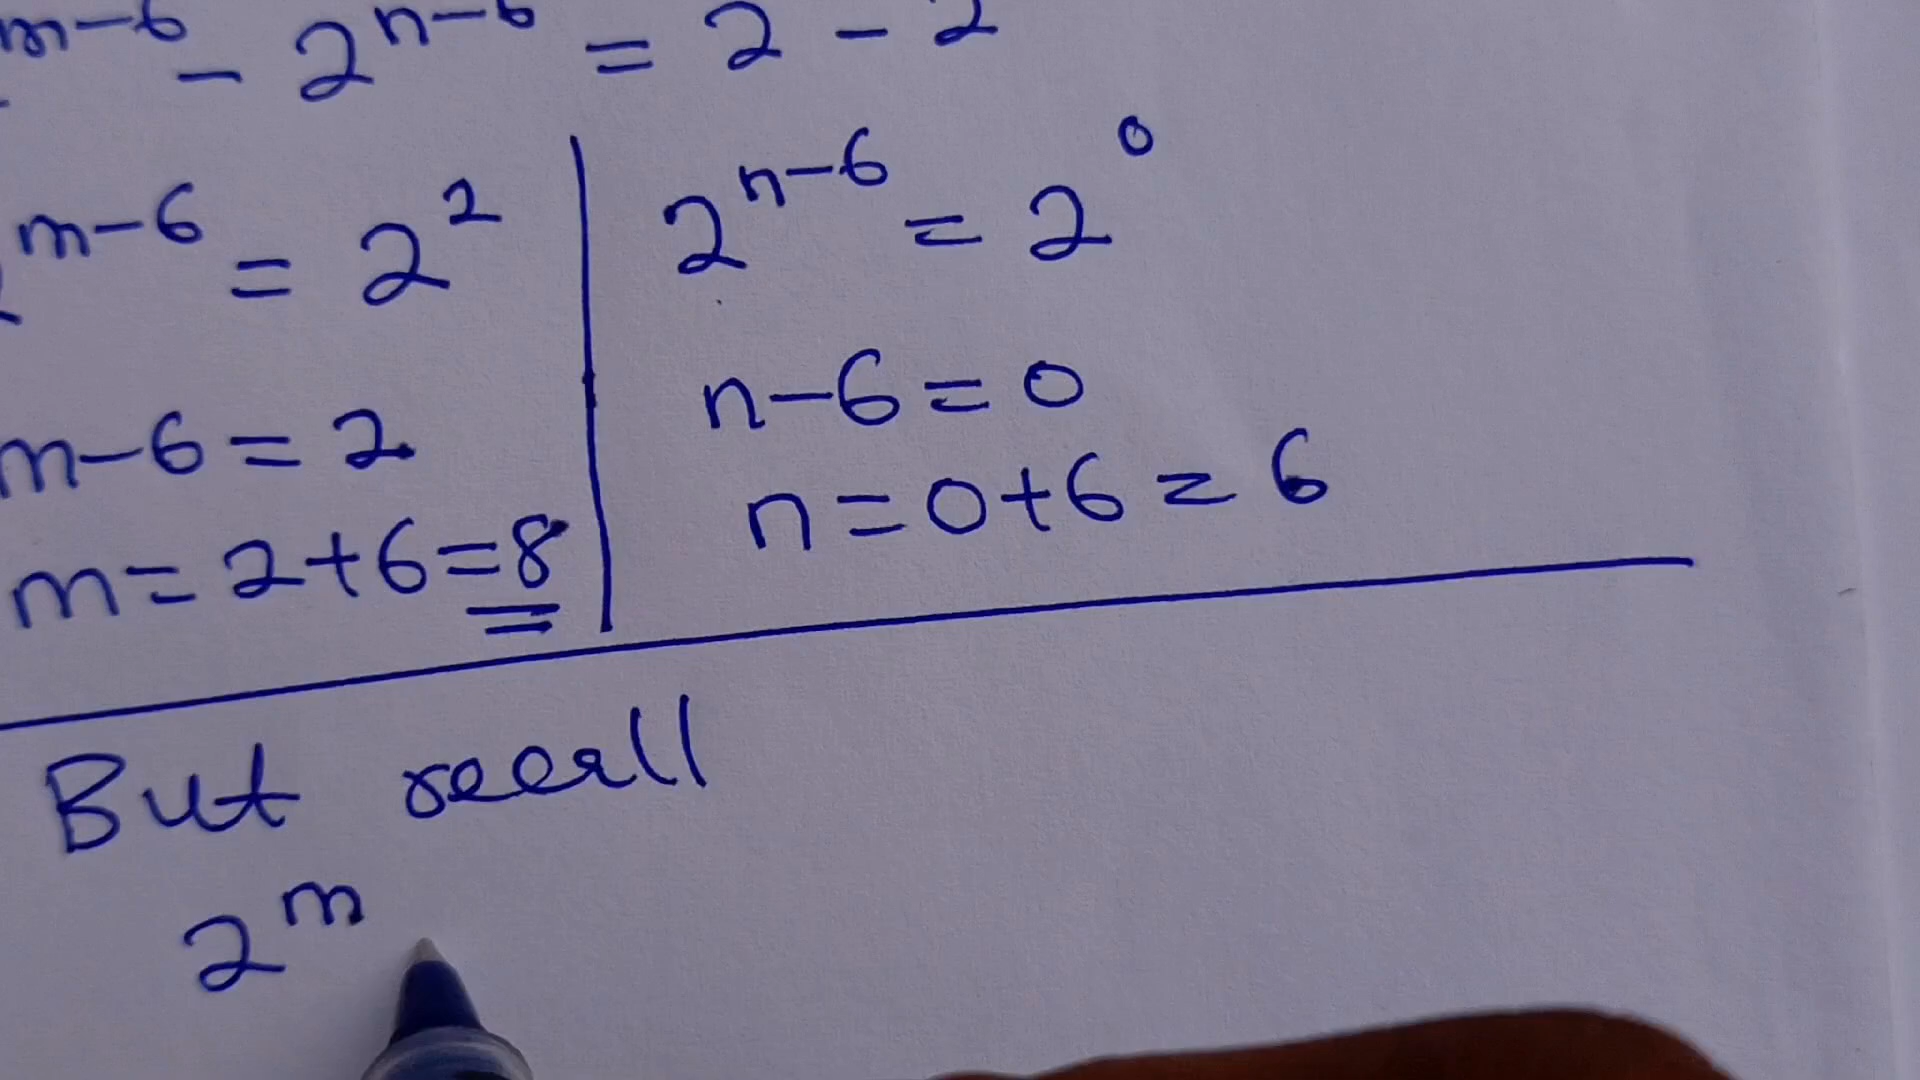 m-6 - 2^n-6 = 2 - 2
m-6 = 2^2
2^n-6 = 2^0
m-6=2
n-6=0
m=2+6=8
n=0+6=6
But recall
2^m